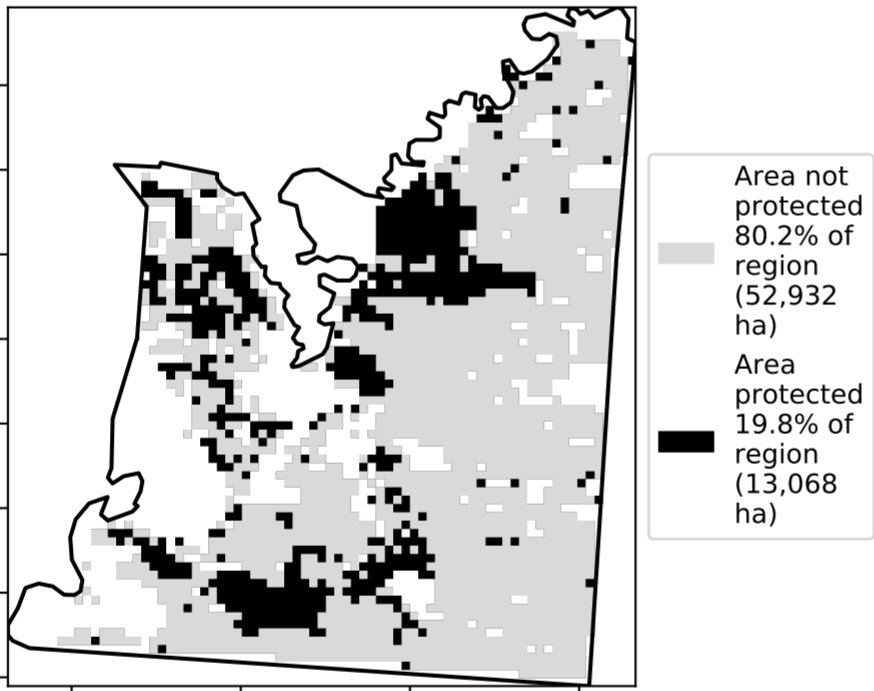 Area not
protected
80.2% of
region
(52,932
ha)
Area
protected
19.8% of
region
(13,068
ha)